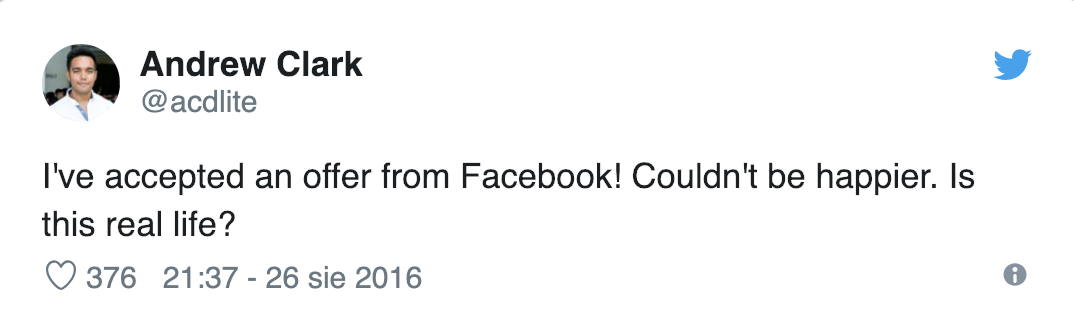 Andrew Clark
@acdlite
I've accepted an offer from Facebook! Couldn't be happier. Is
this real life?
376 21:37 - 26 sie 2016